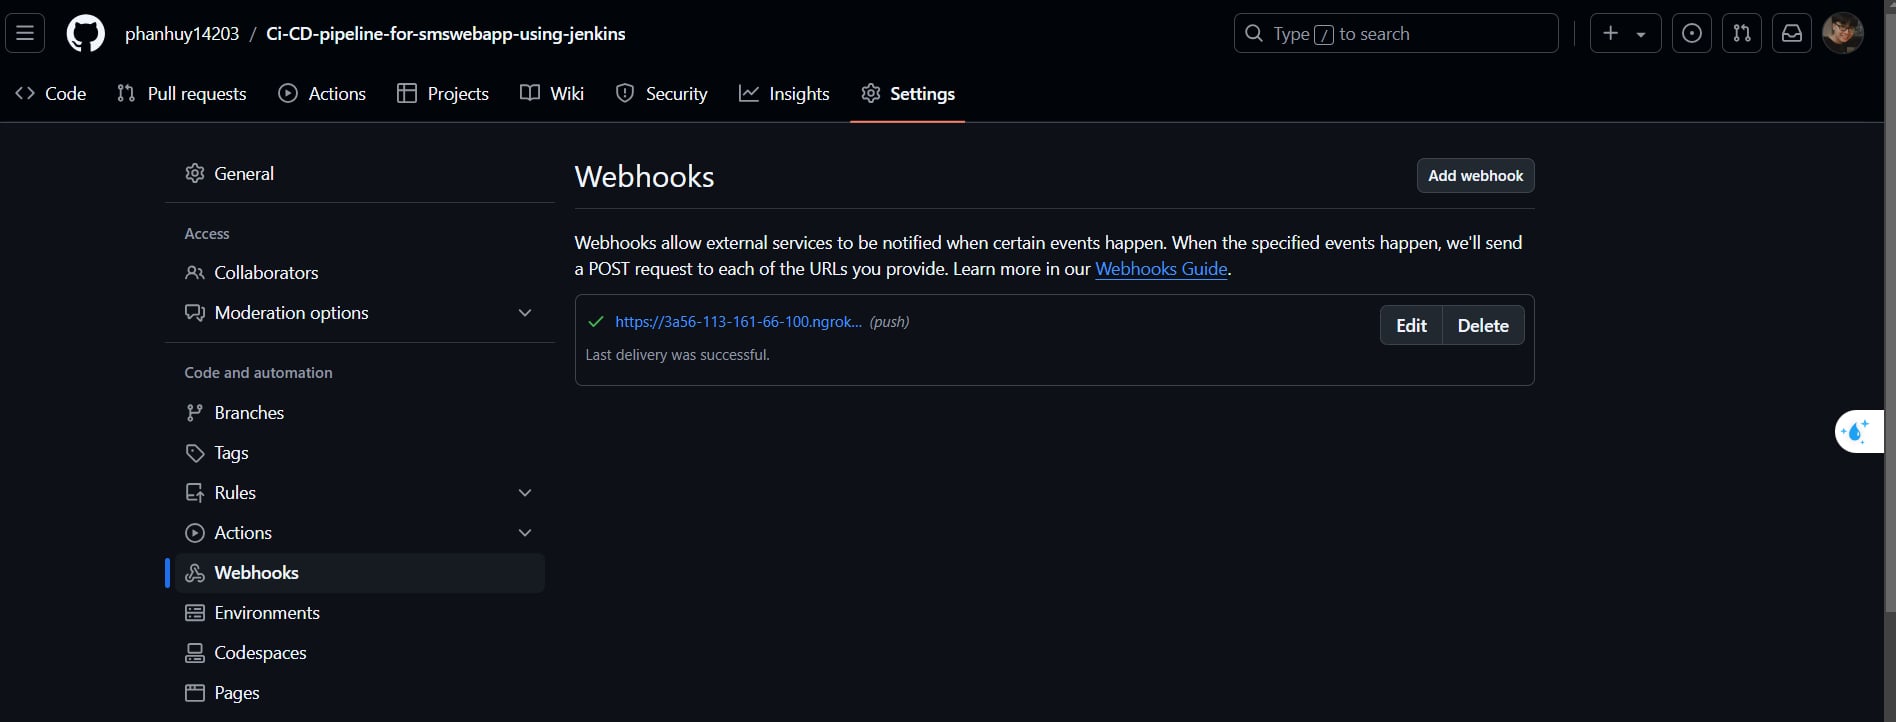 phanhuy14203 / Ci-CD-pipeline-for-smswebapp-using-jenkins
Type / to search
Code
Pull requests
Actions
Projects
Wiki
Security
Insights
Settings
General
Access
Collaborators
Moderation options
Code and automation
Branches
Tags
Rules
Actions
Webhooks
Environments
Codespaces
Pages
Webhooks
Add webhook
Webhooks allow external services to be notified when certain events happen. When the specified events happen, we'll send
a POST request to each of the URLs you provide. Learn more in our Webhooks Guide.
https://3a56-113-161-66-100.ngrok... (push)
Edit
Delete
Last delivery was successful.